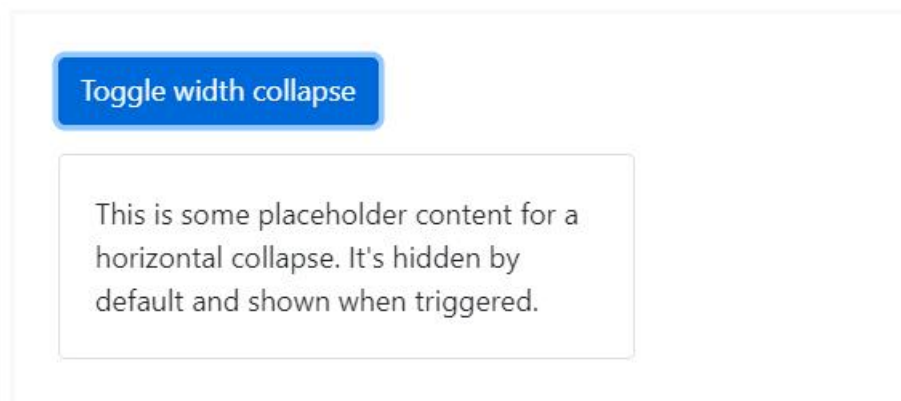 Toggle width collapse
This is some placeholder content for a
horizontal collapse. It's hidden by
default and shown when triggered.